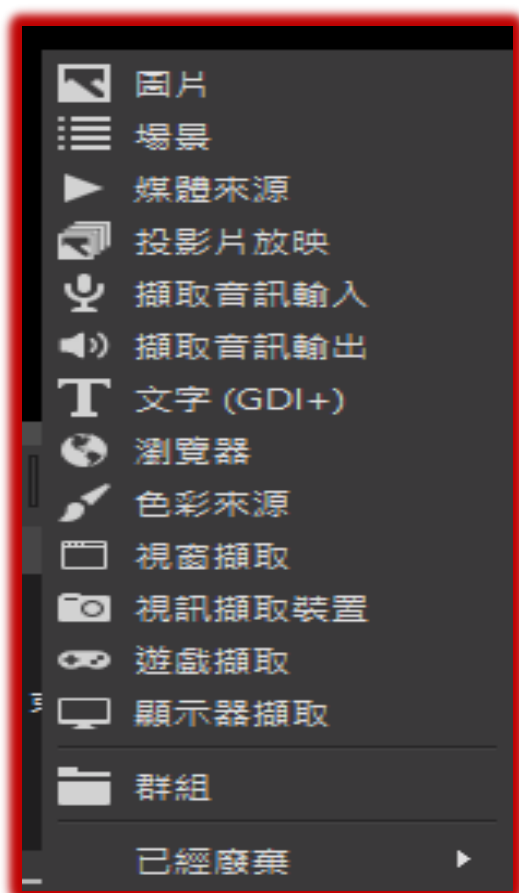 圖片
場景
媒體來源
投影片放映
擷取音訊輸入
擷取音訊輸出
文字 (GDI+)
瀏覽器
色彩來源
視窗擷取
視訊擷取裝置
遊戲擷取
顯示器擷取
群組
已經廢棄